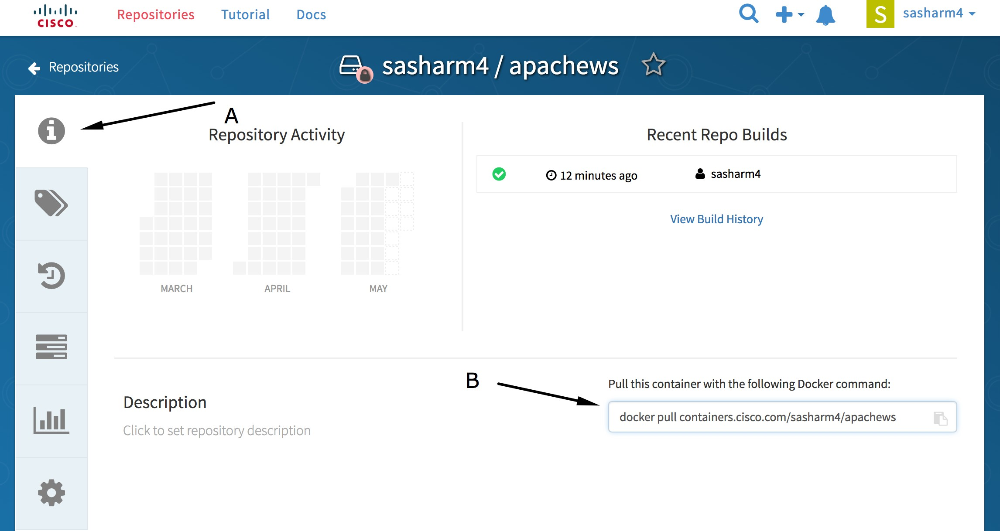 CISCO
Repositories
Tutorial
Docs
S
sasharm4
Repositories
sasharm4 / apachews
A
Repository Activity
Recent Repo Builds
12 minutes ago
sasharm4
View Build History
MARCH
APRIL
MAY
B
Pull this container with the following Docker command:
docker pull containers.cisco.com/sasharm4/apachews
Description
Click to set repository description